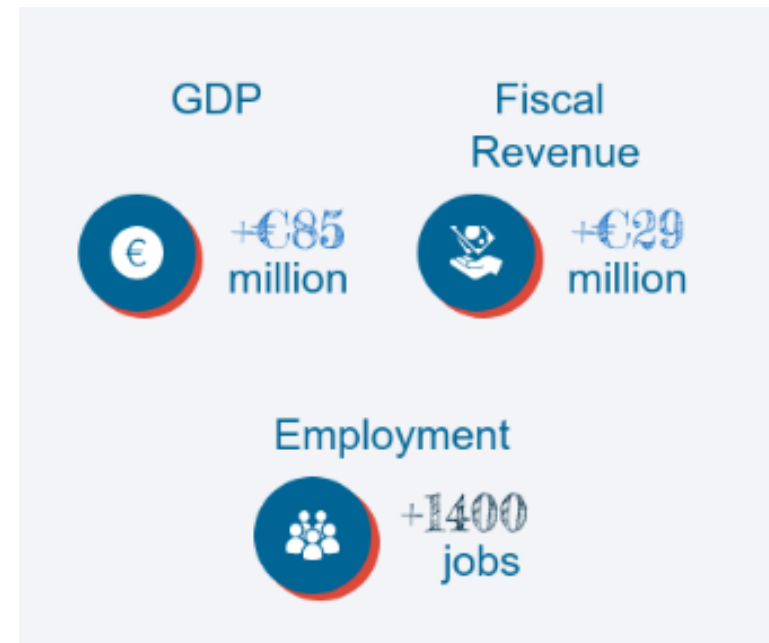 GDP
+€85
million
Fiscal
Revenue
+€29
million
Employment
+1400
jobs